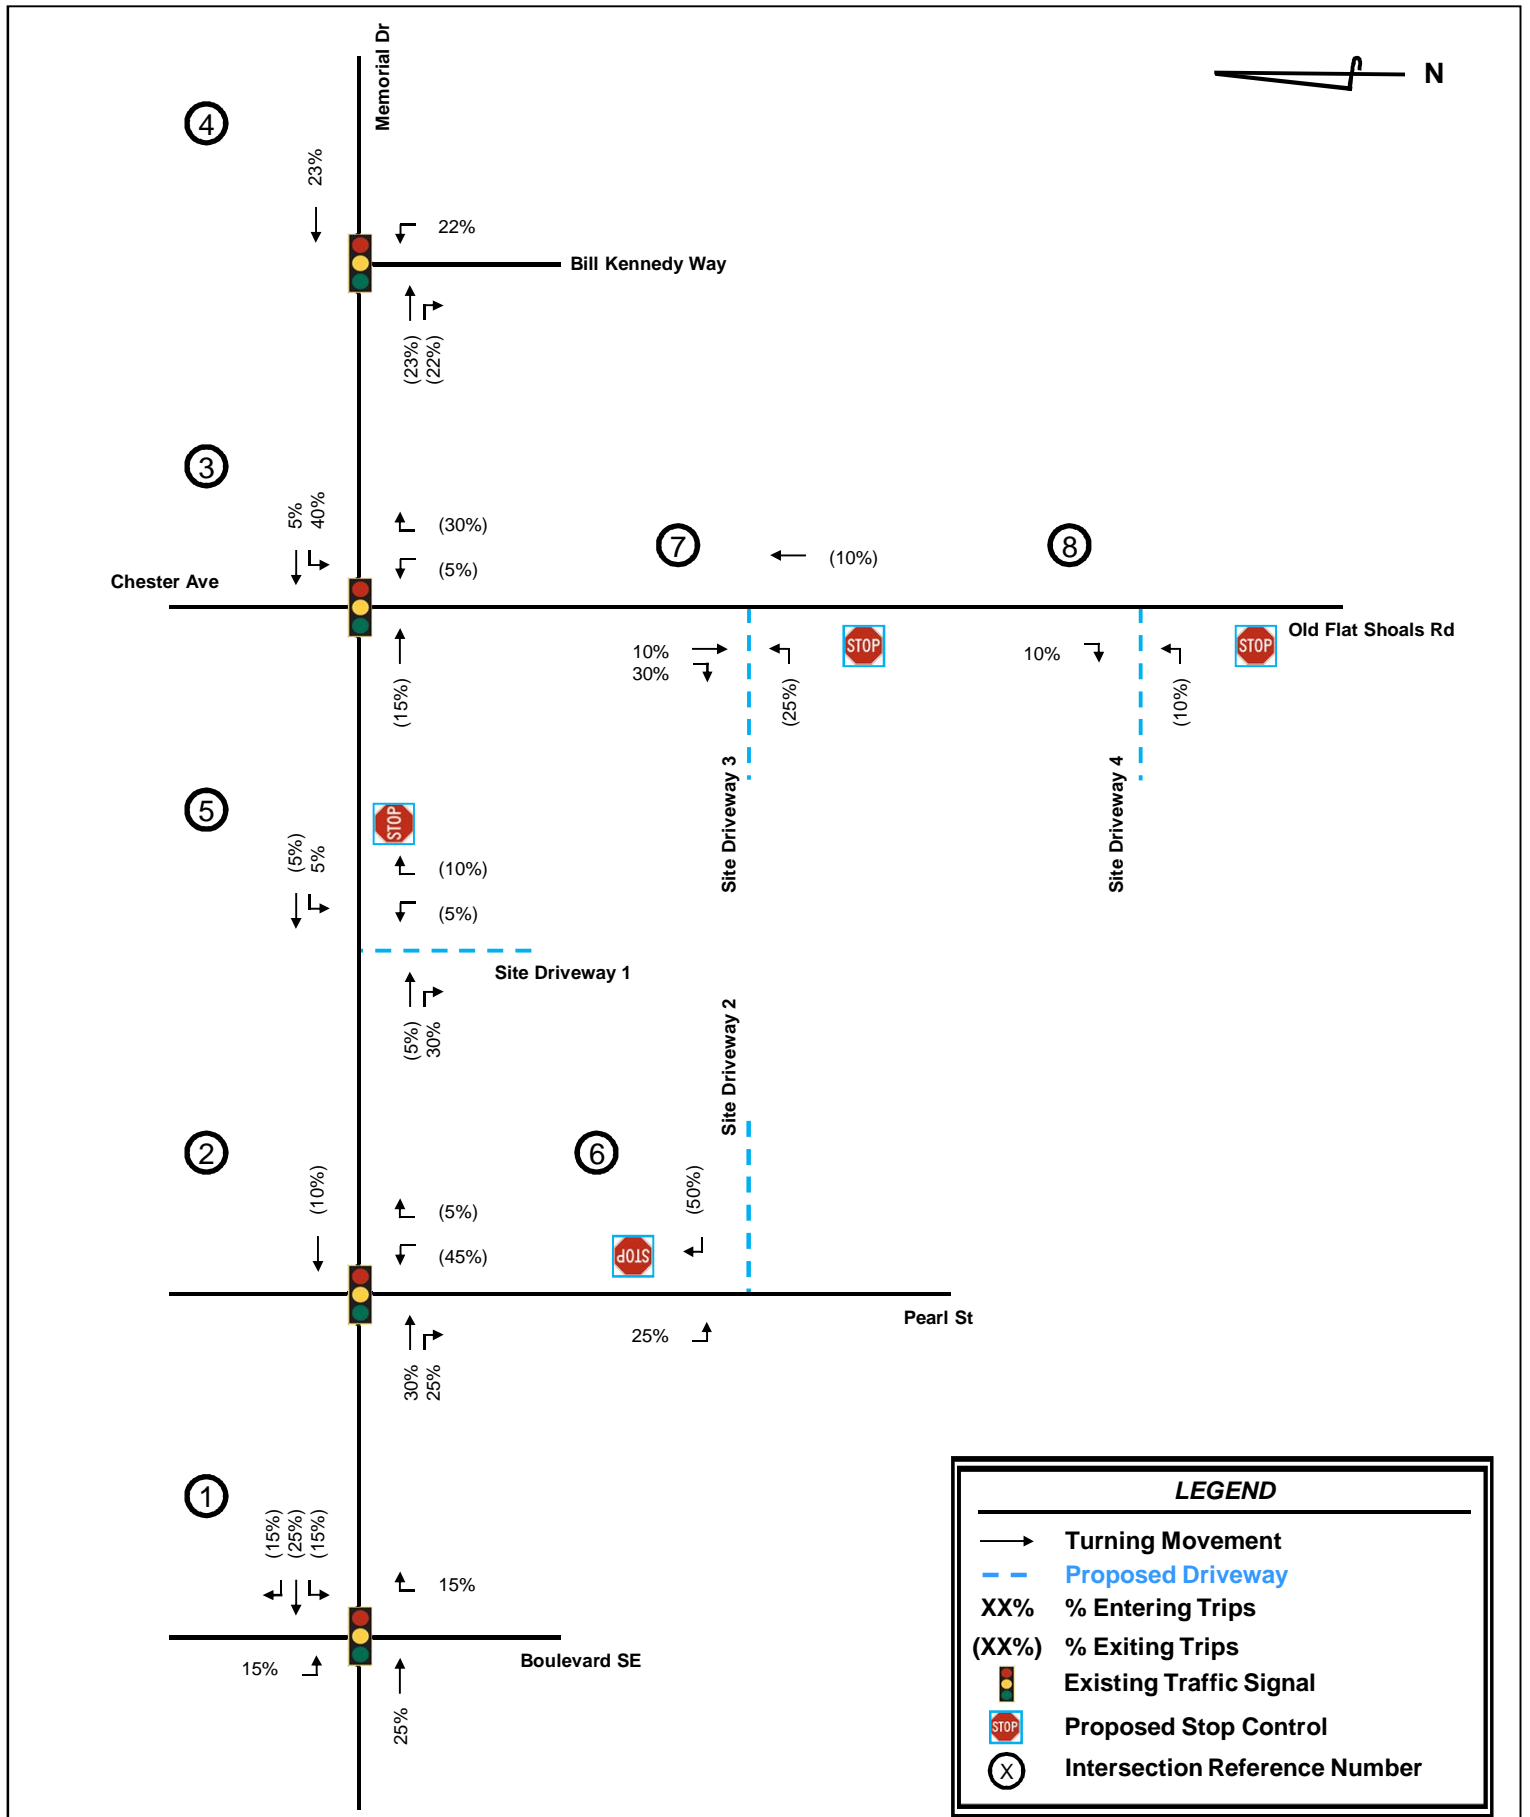 Memorial Dr
N
4
23%
22%
Bill Kennedy Way
(23%)
(22%)
3
5%
40%
(30%)
(5%)
7
(10%)
8
Chester Ave
Old Flat Shoals Rd
STOP
STOP
10%
30%
(25%)
10%
(10%)
(15%)
Site Driveway 3
Site Driveway 4
5
STOP
(5%)
5%
(10%)
(5%)
Site Driveway 1
(5%)
30%
Site Driveway 2
2
6
(10%)
(5%)
(45%)
(50%)
STOP
Pearl St
25%
30%
25%
1
(15%)
(25%)
(15%)
15%
Boulevard SE
15%
25%
LEGEND
Turning Movement
Proposed Driveway
XX% % Entering Trips
(XX%) % Exiting Trips
Existing Traffic Signal
STOP Proposed Stop Control
X Intersection Reference Number